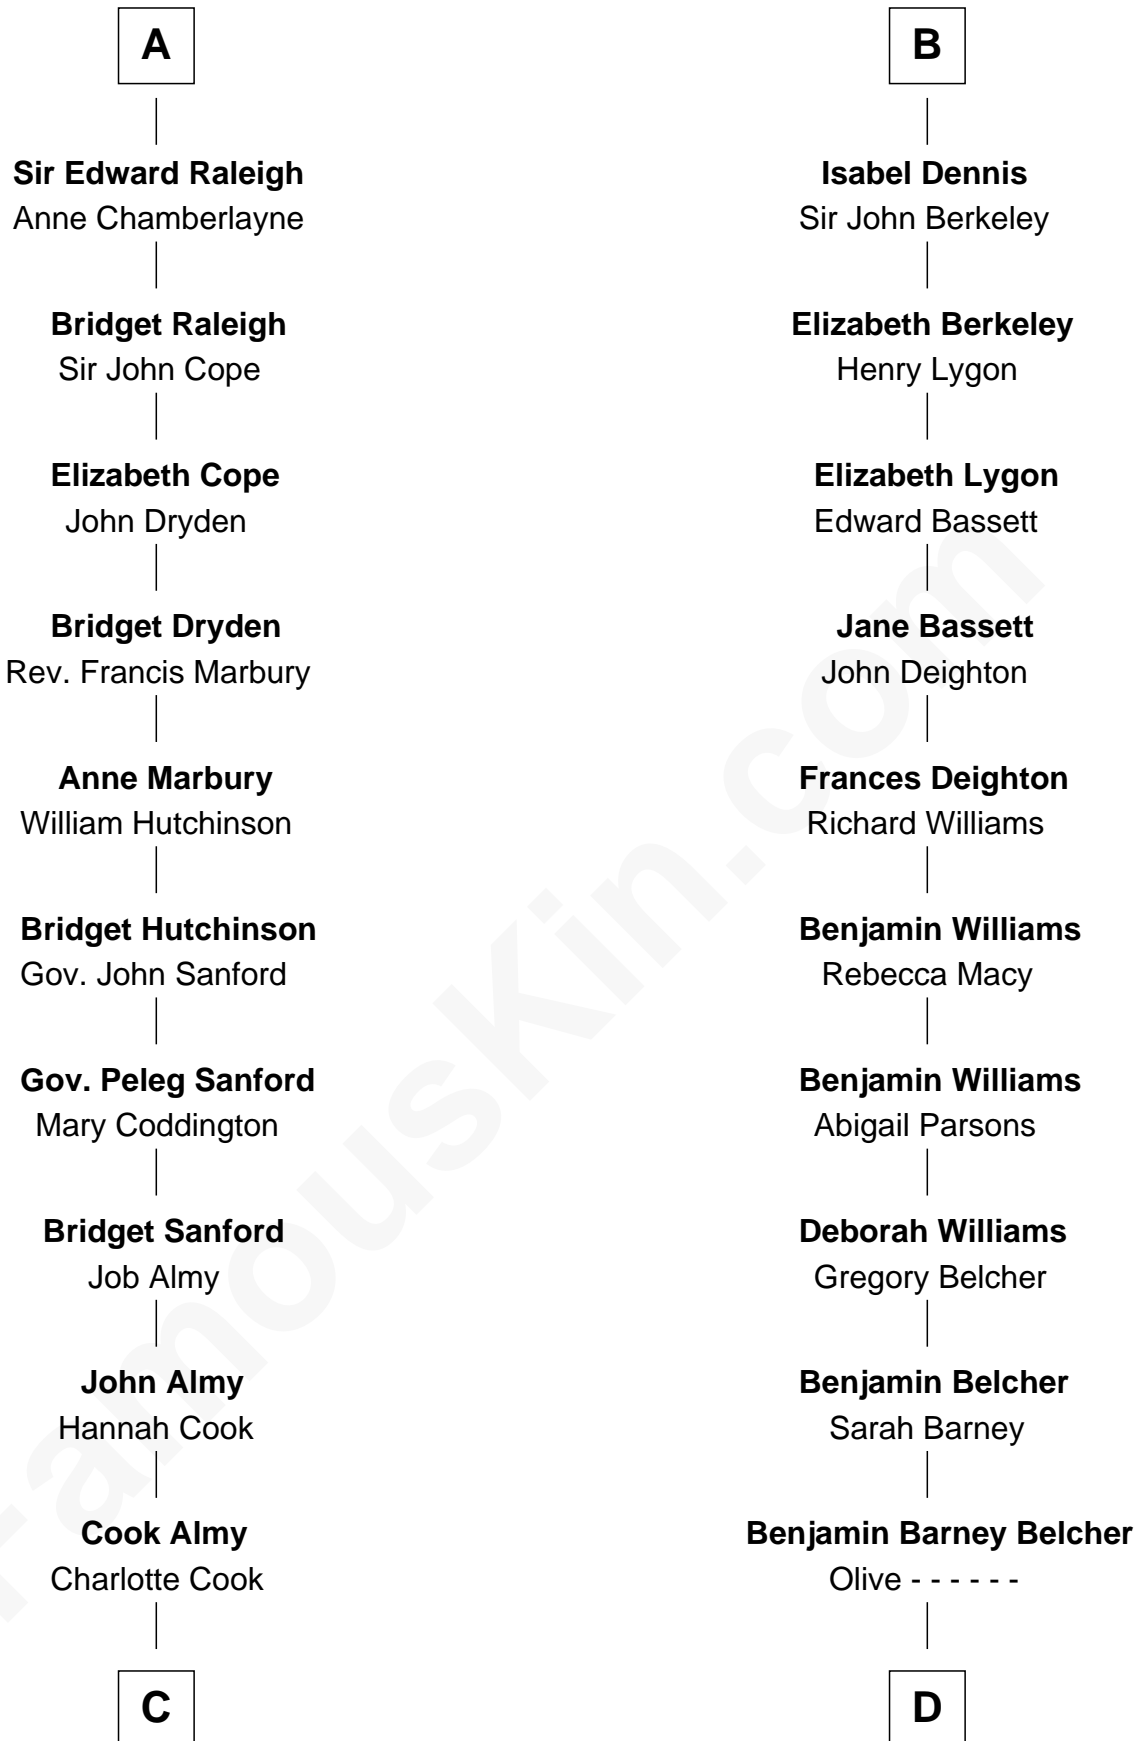 A
Sir Edward Raleigh
Anne Chamberlayne
Bridget Raleigh
Sir John Cope
Elizabeth Cope
John Dryden
Bridget Dryden
Rev. Francis Marbury
Anne Marbury
William Hutchinson
Bridget Hutchinson
Gov. John Sanford
Gov. Peleg Sanford
Mary Coddington
Bridget Sanford
Job Almy
John Almy
Hannah Cook
Cook Almy
Charlotte Cook
C
B
Isabel Dennis
Sir John Berkeley
Elizabeth Berkeley
Henry Lygon
Elizabeth Lygon
Edward Bassett
Jane Bassett
John Deighton
Frances Deighton
Richard Williams
Benjamin Williams
Rebecca Macy
Benjamin Williams
Abigail Parsons
Deborah Williams
Gregory Belcher
Benjamin Belcher
Sarah Barney
Benjamin Barney Belcher
Olive - - - - - -
D
FamousKin.com